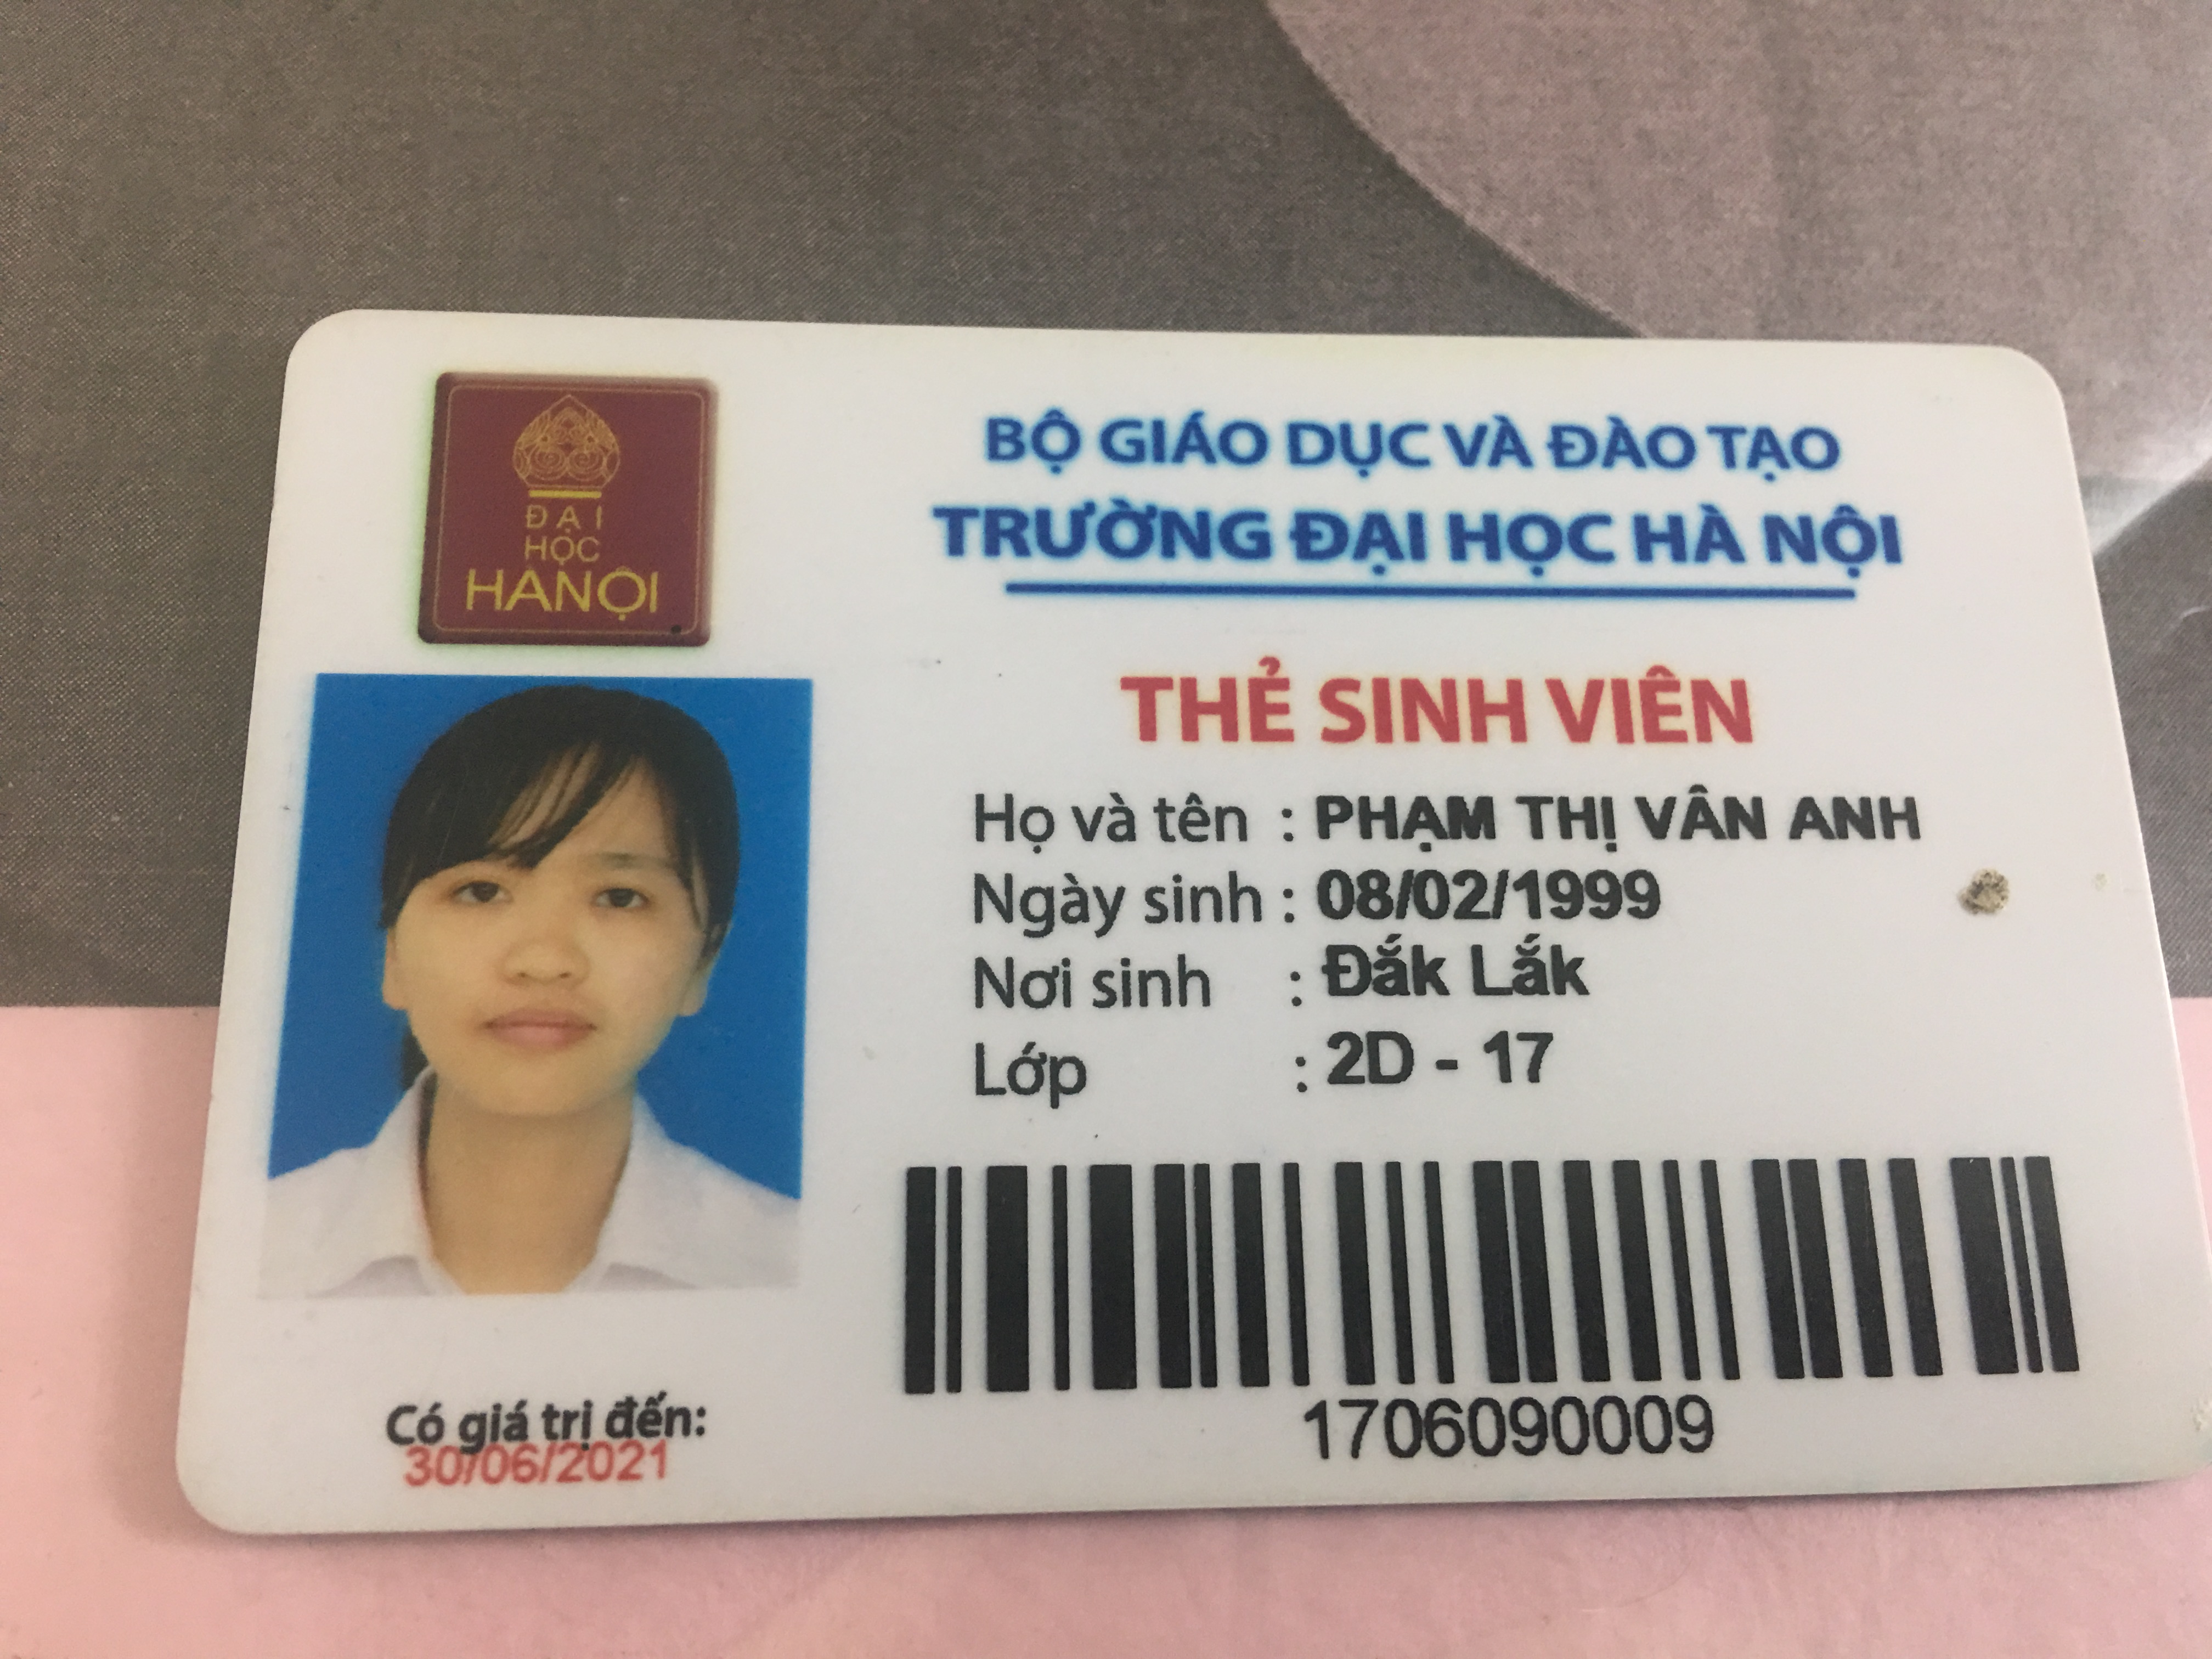 BỘ GIÁO DỤC VÀ ĐÀO TẠO
TRƯỜNG ĐẠI HỌC HÀ NỘI
ĐẠI
HỌC
HANỘI
THẺ SINH VIÊN
Họ và tên : PHẠM THỊ VÂN ANH
Ngày sinh : 08/02/1999
Nơi sinh : Đắk Lắk
Lớp : 2D - 17
Có giá trị đến:
30/06/2021
1706090009